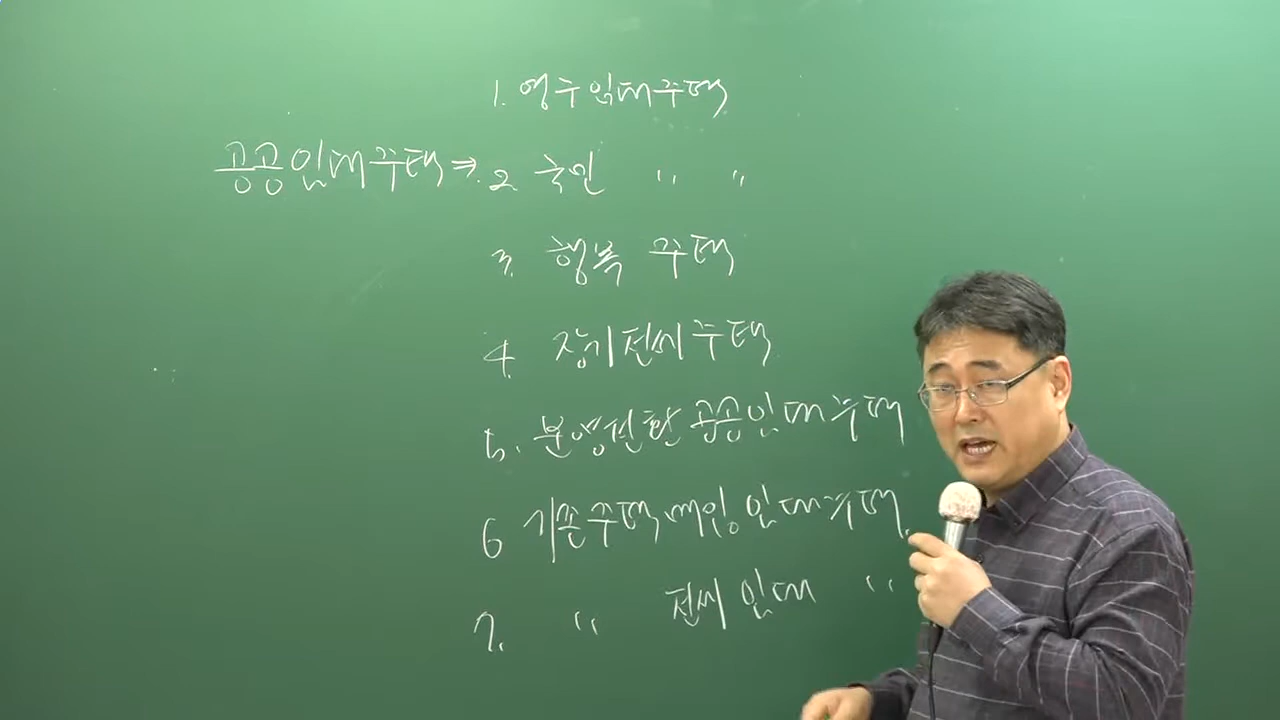 1. 영구임대주택
공공임대주택 ⇒ 2. 국민 〃 〃
3. 행복 주택
4. 장기전세주택
5. 분양전환 공공임대주택
6 기존주택매입임대주택.
7. 〃 전세임대 〃